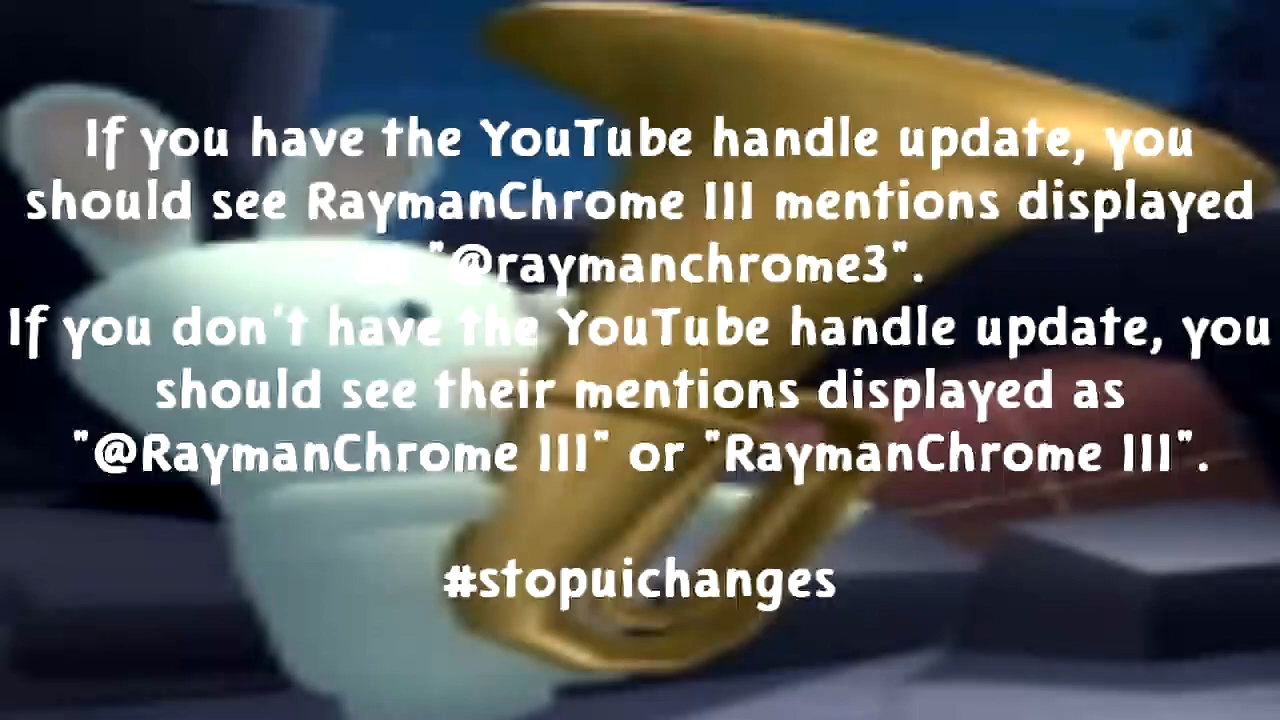 If you have the YouTube handle update, you
should see RaymanChrome III mentions displayed
as "@raymanchrome3".
If you don't have the YouTube handle update, you
should see their mentions displayed as
"@RaymanChrome III" or "RaymanChrome III".
#stopuichanges